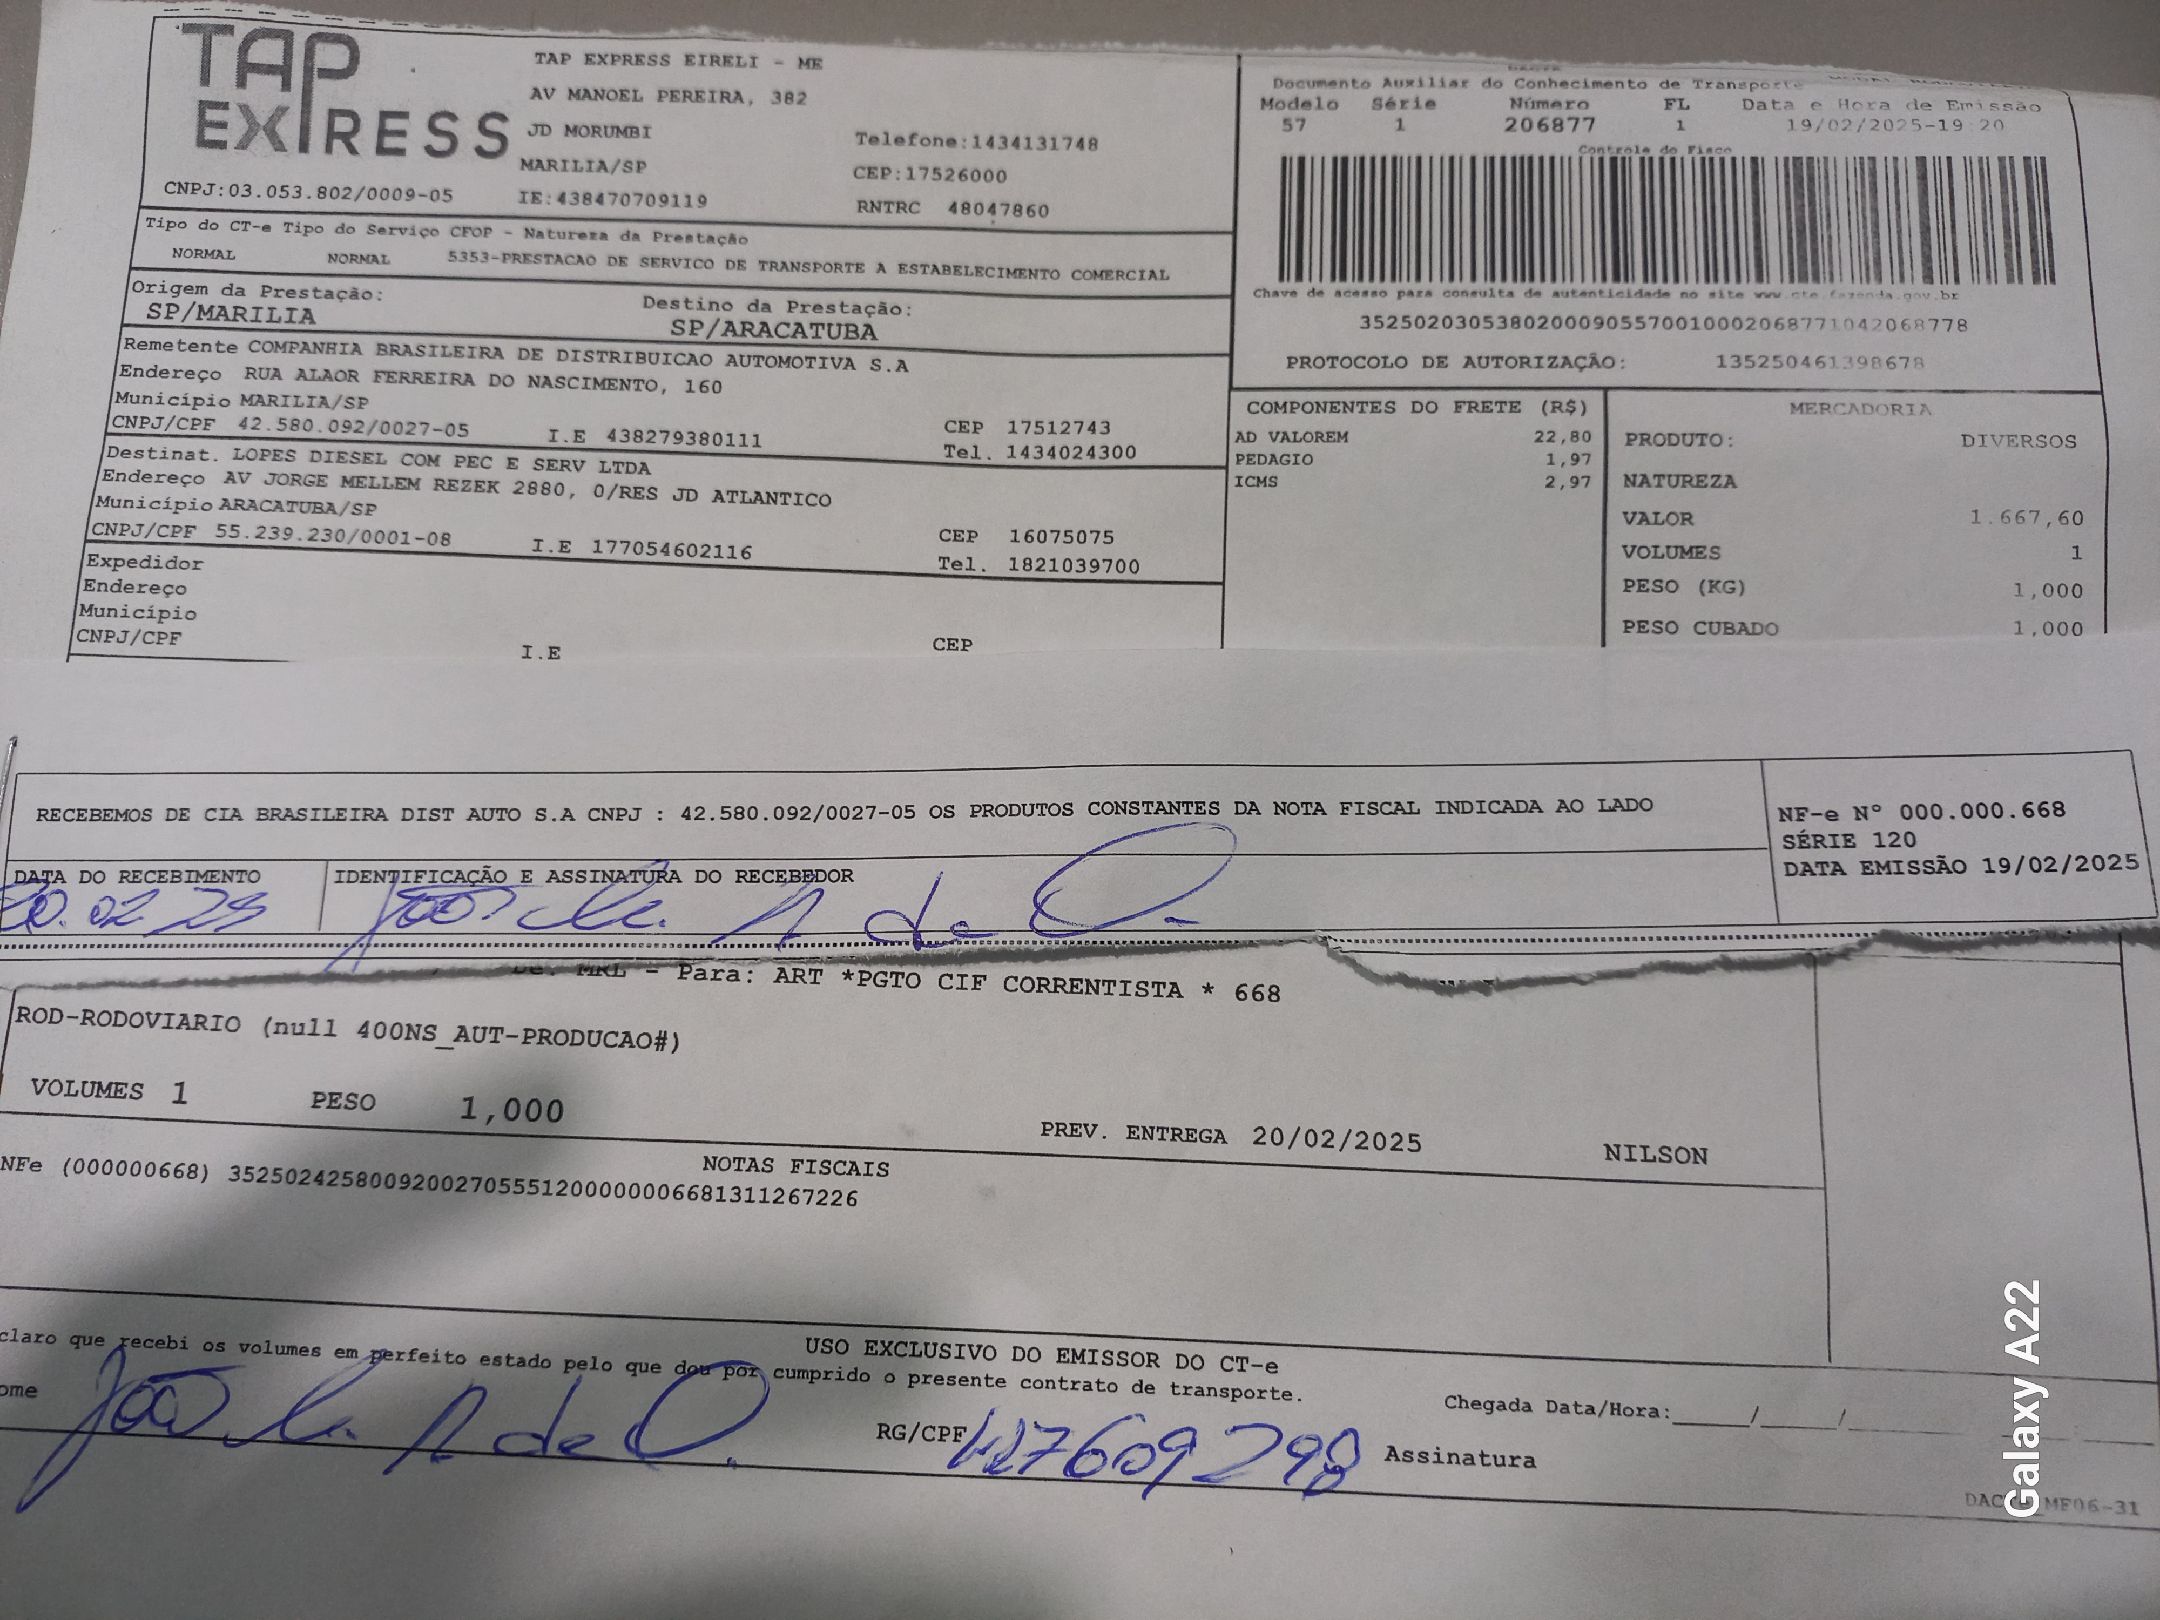 TAP
EXPRESS
TAP EXPRESS EIRELI - ME
AV MANOEL PEREIRA, 382
JD MORUMBI
MARILIA/SP
Telefone:1434131748
CEP:17526000
CNPJ:03.053.802/0009-05
IE:438470709119
RNTRC 48047860
Tipo do CT-e Tipo do Serviço CFOP - Natureza da Prestação
NORMAL NORMAL 5353-PRESTACAO DE SERVICO DE TRANSPORTE A ESTABELECIMENTO COMERCIAL
Origem da Prestação: Destino da Prestação:
SP/MARILIA SP/ARACATUBA
Remetente COMPANHIA BRASILEIRA DE DISTRIBUICAO AUTOMOTIVA S.A
Endereço RUA ALAOR FERREIRA DO NASCIMENTO, 160
Município MARILIA/SP CEP 17512743
CNPJ/CPF 42.580.092/0027-05 I.E 438279380111 Tel. 1434024300
Destinat. LOPES DIESEL COM PEC E SERV LTDA
Endereço AV JORGE MELLEM REZEK 2880, 0/RES JD ATLANTICO
Município ARACATUBA/SP CEP 16075075
CNPJ/CPF 55.239.230/0001-08 I.E 177054602116 Tel. 1821039700
Expedidor
Endereço
Município
CNPJ/CPF I.E CEP
Documento Auxiliar do Conhecimento de Transporte
Modelo Série Número FL Data e Hora de Emissão
57 1 206877 1 19/02/2025-19:20
Controle do Fisco
Chave de acesso para consulta de autenticidade no site www.cte.fazenda.gov.br
35250203053802000905570010002068771042068778
PROTOCOLO DE AUTORIZAÇÃO: 135250461398678
COMPONENTES DO FRETE (R$)
AD VALOREM 22,80
PEDAGIO 1,97
ICMS 2,97
MERCADORIA
PRODUTO: DIVERSOS
NATUREZA
VALOR 1.667,60
VOLUMES 1
PESO (KG) 1,000
PESO CUBADO 1,000
RECEBEMOS DE CIA BRASILEIRA DIST AUTO S.A CNPJ : 42.580.092/0027-05 OS PRODUTOS CONSTANTES DA NOTA FISCAL INDICADA AO LADO
NF-e Nº 000.000.668
SÉRIE 120
DATA EMISSÃO 19/02/2025
DATA DO RECEBIMENTO IDENTIFICAÇÃO E ASSINATURA DO RECEBEDOR
20.02.25 João
De: MRL - Para: ART *PGTO CIF CORRENTISTA * 668
ROD-RODOVIARIO (null 400NS_AUT-PRODUCAO#)
VOLUMES 1 PESO 1,000 PREV. ENTREGA 20/02/2025 NILSON
NOTAS FISCAIS
NFe (000000668) 35250242580092002705551200000006681311267226
USO EXCLUSIVO DO EMISSOR DO CT-e
claro que recebi os volumes em perfeito estado pelo que dou por cumprido o presente contrato de transporte.
ome João RG/CPF 427609298 Assinatura
Chegada Data/Hora:_____/_____/
MF06-31
Galaxy A22